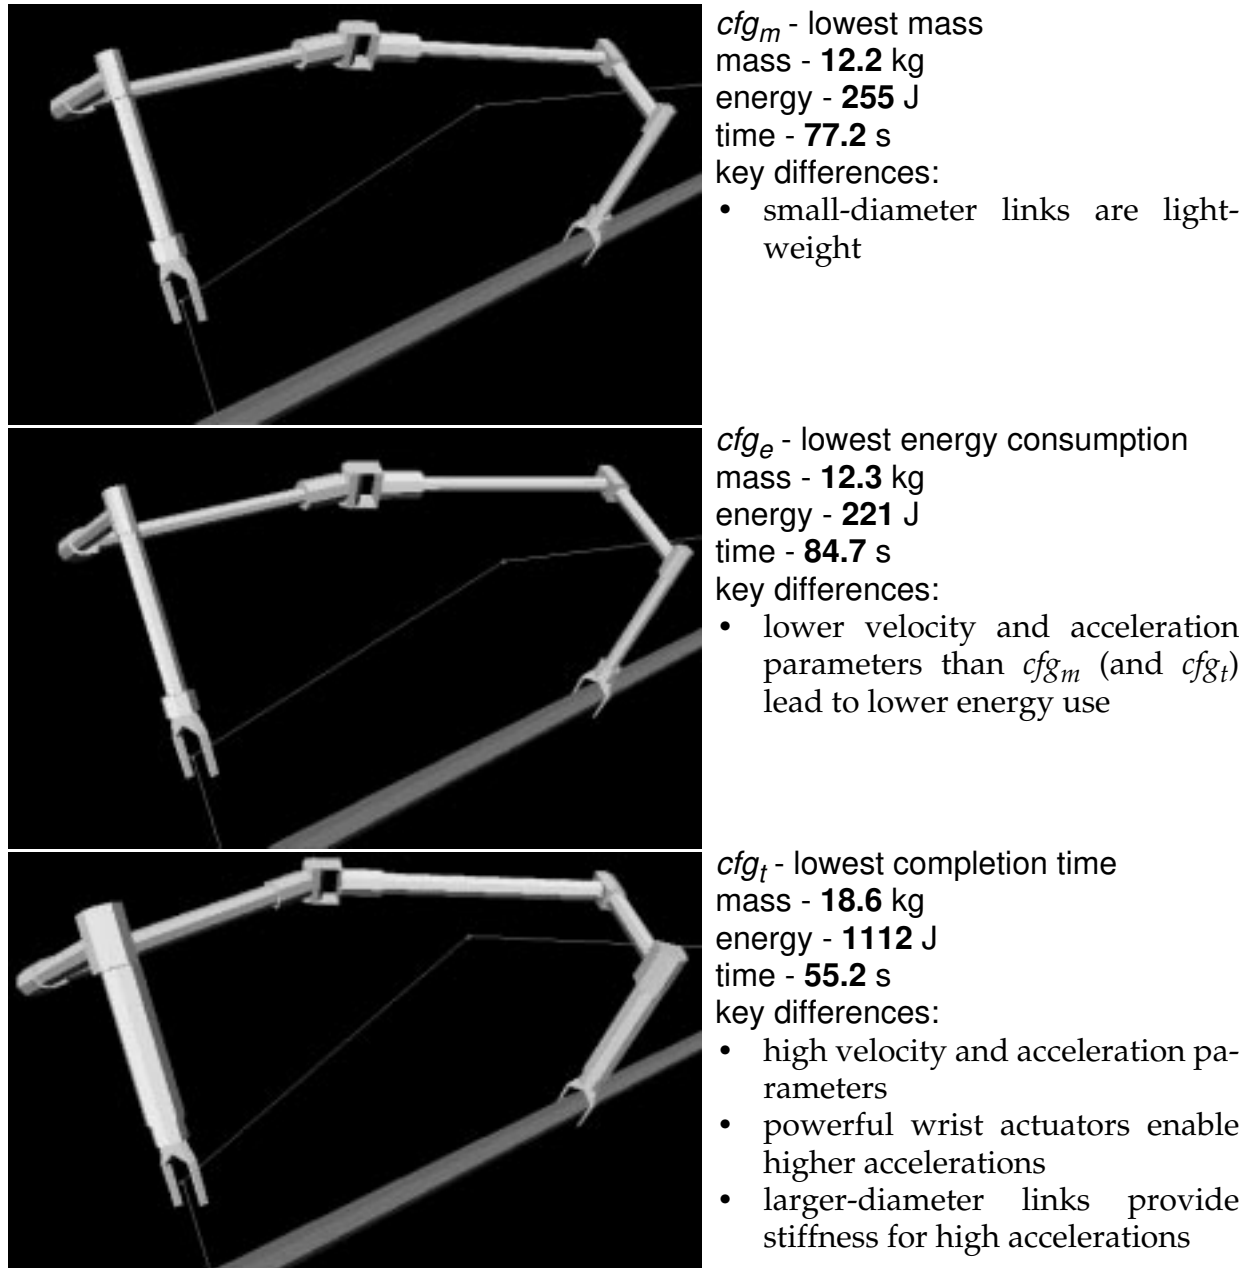 cfgm - lowest mass
mass - 12.2 kg
energy - 255 J
time - 77.2 s
key differences:
• small-diameter links are light-
weight
cfge - lowest energy consumption
mass - 12.3 kg
energy - 221 J
time - 84.7 s
key differences:
• lower velocity and acceleration
parameters than cfgm (and cfgt)
lead to lower energy use
cfgt - lowest completion time
mass - 18.6 kg
energy - 1112 J
time - 55.2 s
key differences:
• high velocity and acceleration pa-
rameters
• powerful wrist actuators enable
higher accelerations
• larger-diameter links provide
stiffness for high accelerations